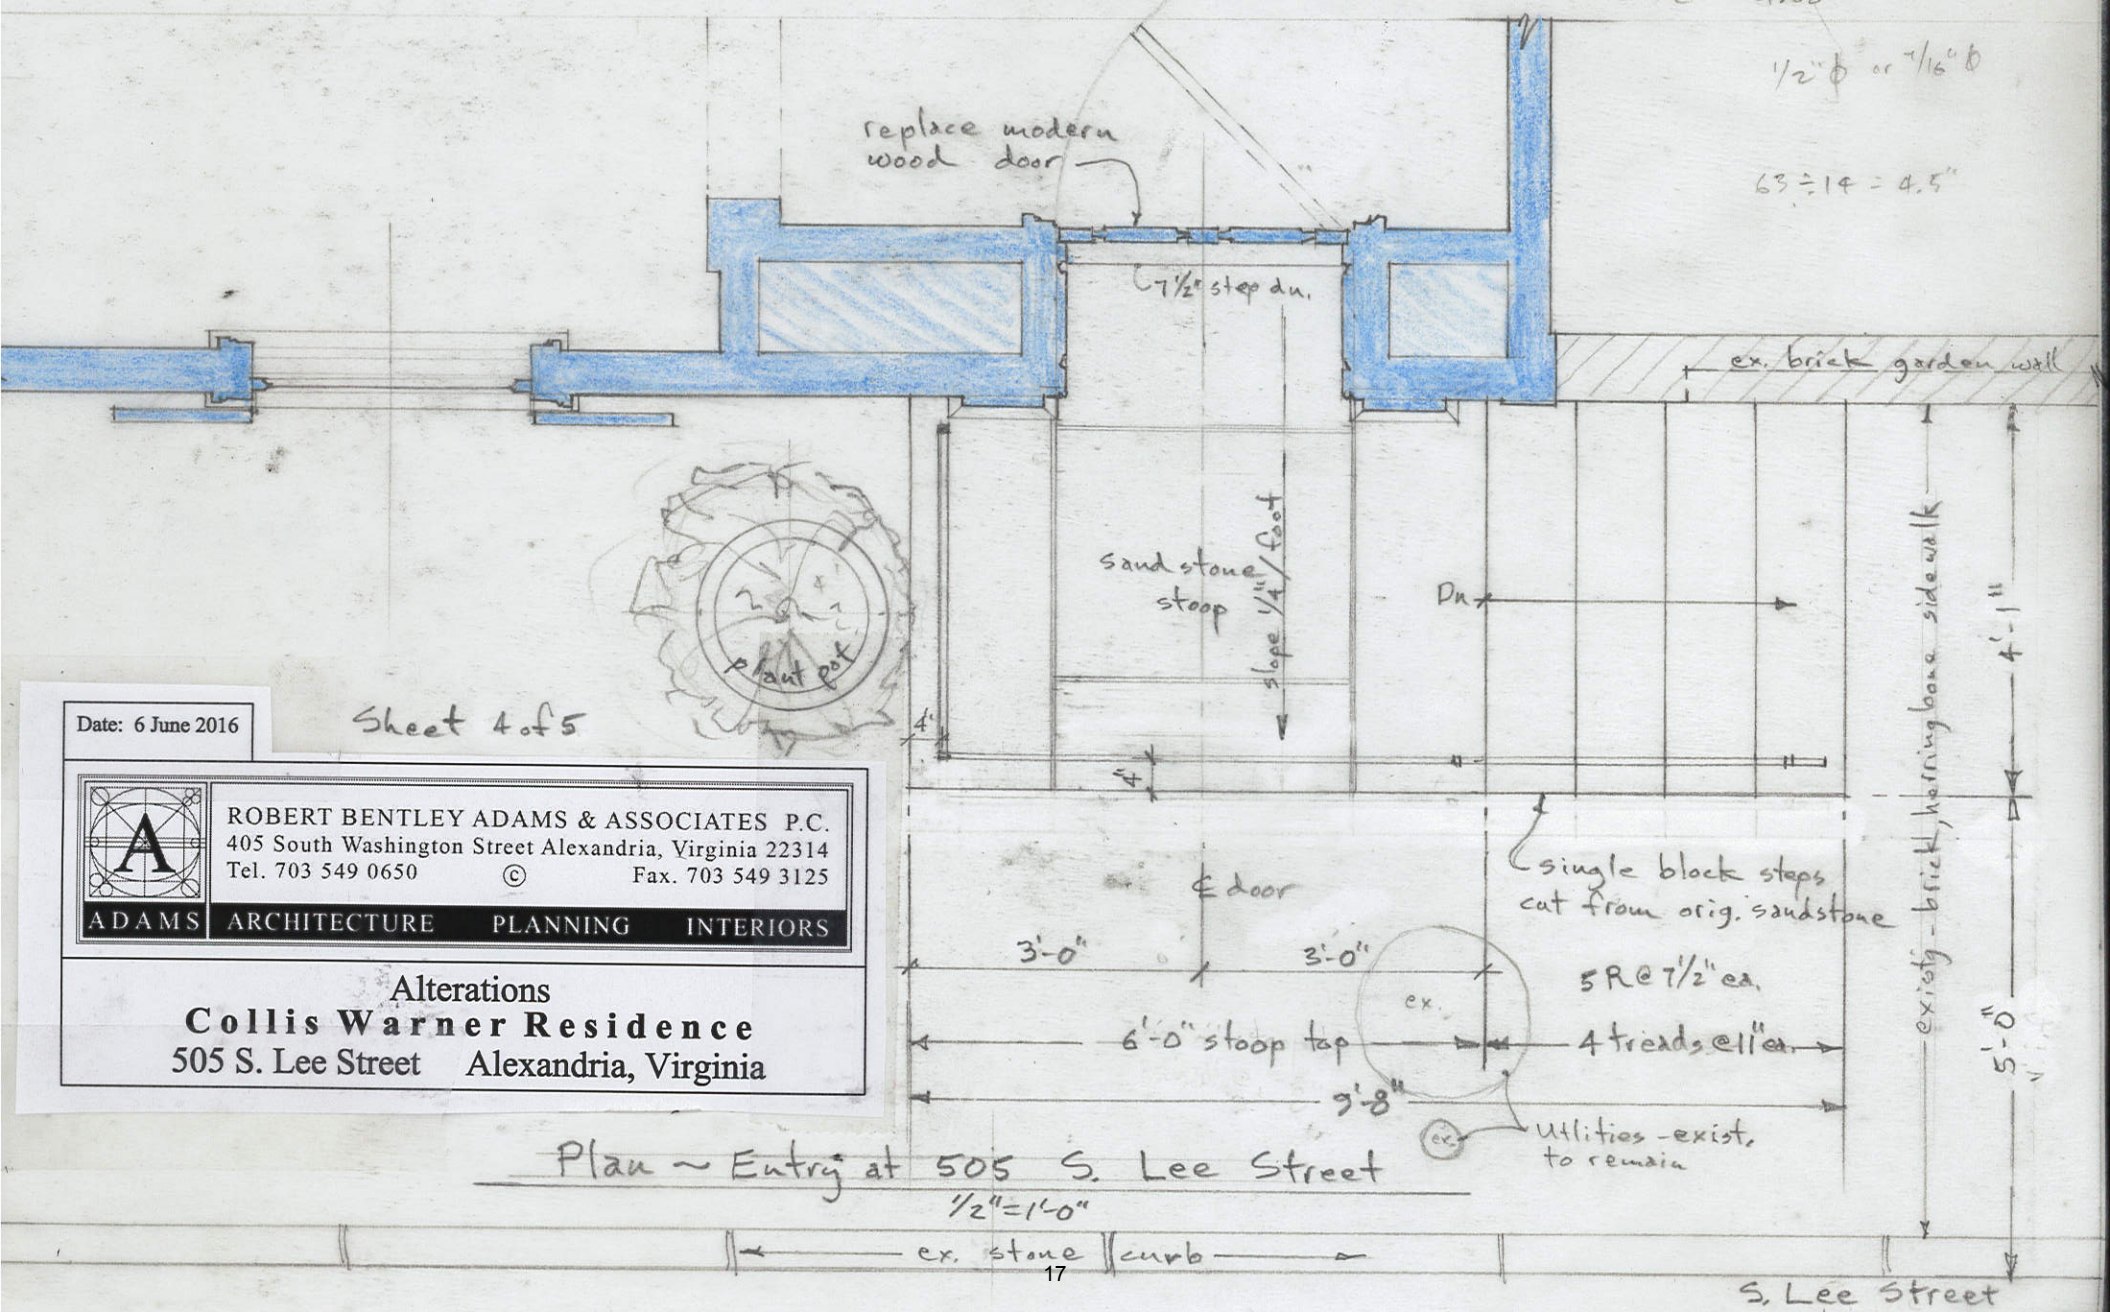 1/2" ϕ or 7/16" ϕ
63 ÷ 14 = 4.5"
replace modern
wood door
7 1/2" step dn.
ex. brick garden wall
sandstone
stoop
slope 1/4"/foot
Dn
existg - brick, herringbone sidewalk
4'-1"
plant pot
4"
4"
Sheet 4 of 5
Date: 6 June 2016
A
ADAMS
ROBERT BENTLEY ADAMS & ASSOCIATES P.C.
405 South Washington Street Alexandria, Virginia 22314
Tel. 703 549 0650 © Fax. 703 549 3125
ARCHITECTURE PLANNING INTERIORS
Alterations
Collis Warner Residence
505 S. Lee Street Alexandria, Virginia
℄ door
single block steps
cut from orig. sandstone
3'-0" 3'-0"
5 R @ 7 1/2" ea.
ex.
6'-0" stoop top
4 treads @ 11" ea.
5'-0"
9'-8"
ex.
Utlities - exist.
to remain
Plan ~ Entry at 505 S. Lee Street
1/2" = 1'-0"
ex. stone curb
17
S. Lee Street